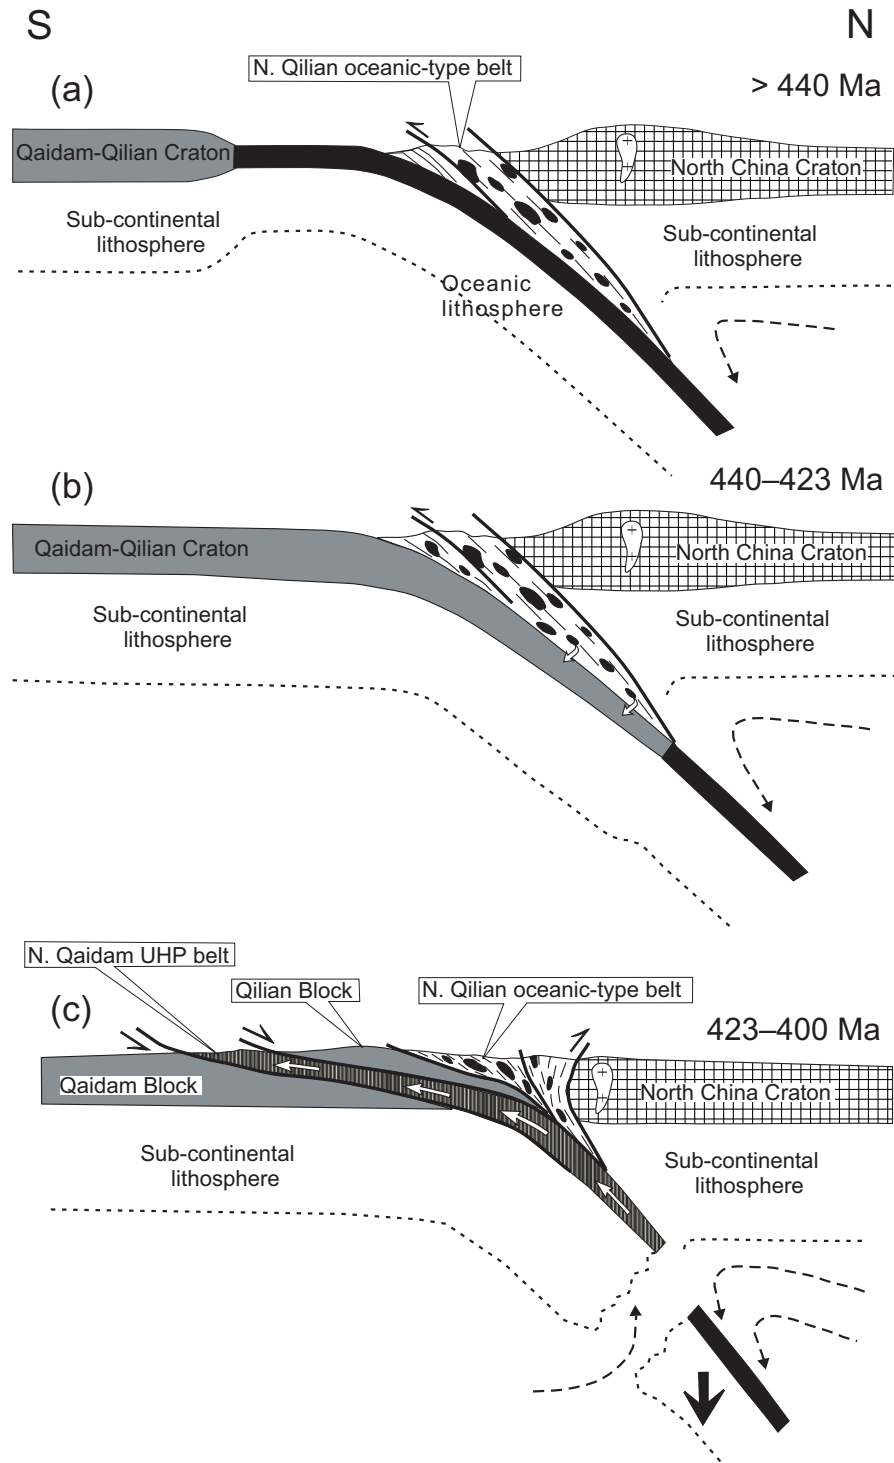 S
N
(a)
N. Qilian oceanic-type belt
> 440 Ma
Qaidam-Qilian Craton
North China Craton
Sub-continental
lithosphere
Sub-continental
lithosphere
Oceanic
lithosphere
(b)
440–423 Ma
Qaidam-Qilian Craton
North China Craton
Sub-continental
lithosphere
Sub-continental
lithosphere
N. Qaidam UHP belt
Qilian Block
N. Qilian oceanic-type belt
(c)
423–400 Ma
Qaidam Block
North China Craton
Sub-continental
lithosphere
Sub-continental
lithosphere